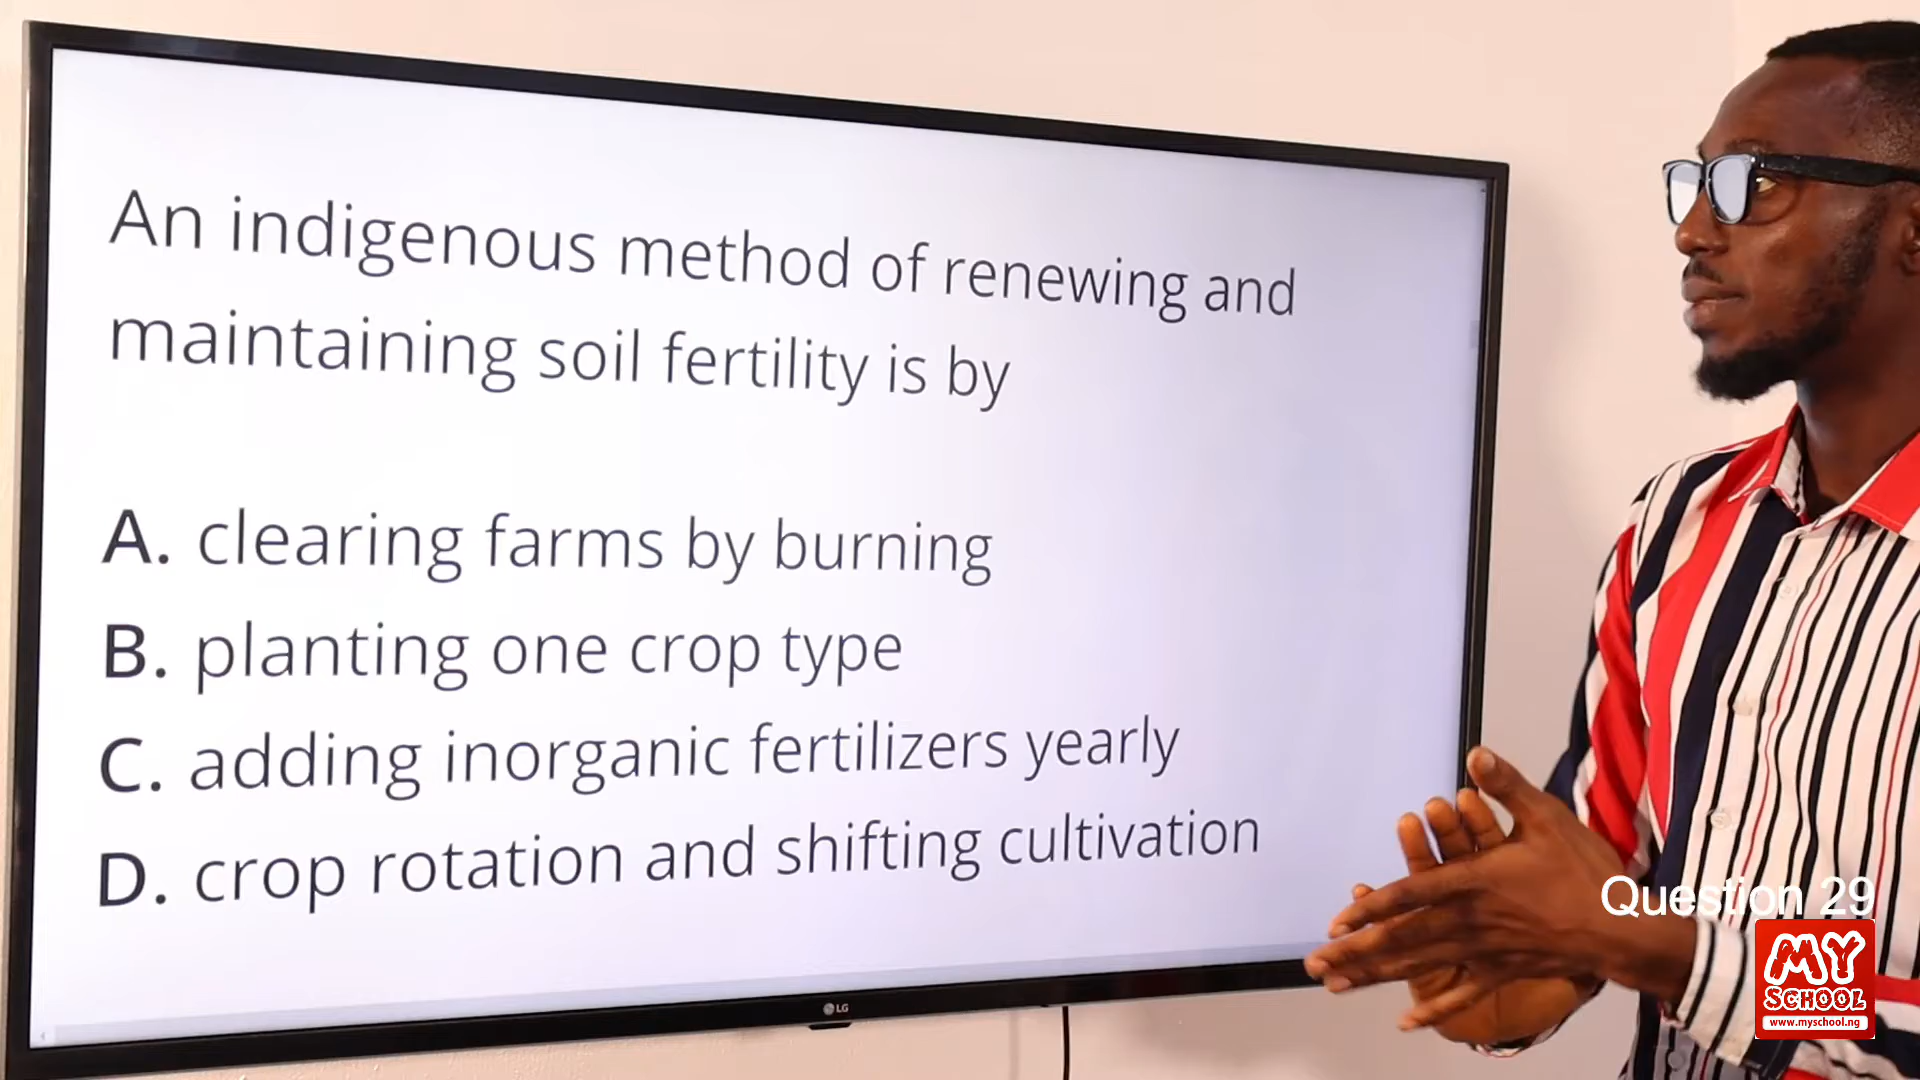 An indigenous method of renewing and
maintaining soil fertility is by
A. clearing farms by burning
B. planting one crop type
C. adding inorganic fertilizers yearly
D. crop rotation and shifting cultivation
LG
Question 29
MY
SCHOOL
www.myschool.ng